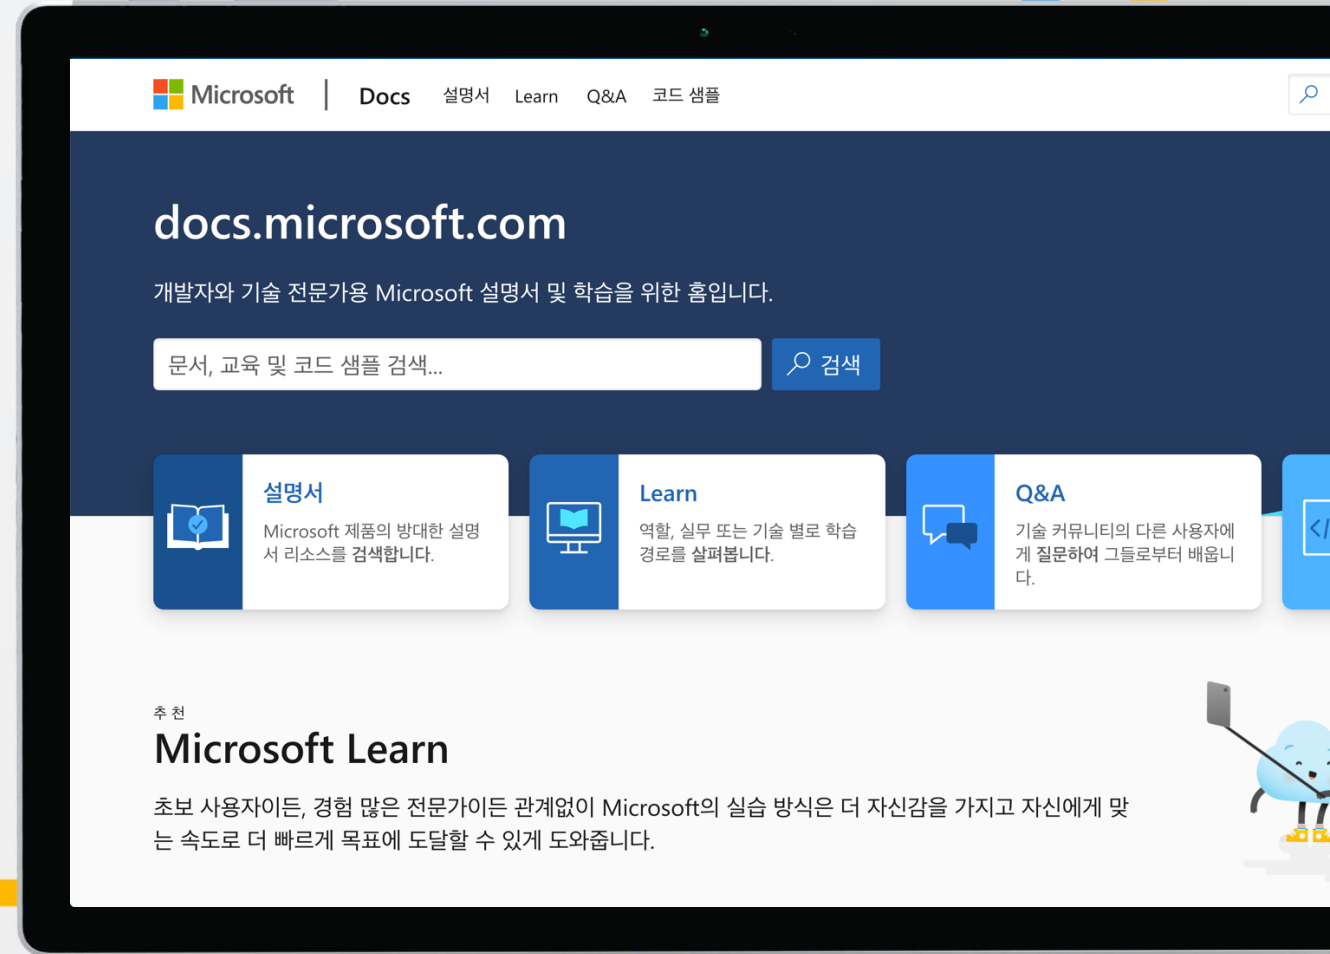 Microsoft | Docs 설명서 Learn Q&A 코드 샘플
docs.microsoft.com
개발자와 기술 전문가용 Microsoft 설명서 및 학습을 위한 홈입니다.
문서, 교육 및 코드 샘플 검색... 검색
설명서
Microsoft 제품의 방대한 설명
서 리소스를 검색합니다.
Learn
역할, 실무 또는 기술 별로 학습
경로를 살펴봅니다.
Q&A
기술 커뮤니티의 다른 사용자에
게 질문하여 그들로부터 배웁니
다.
추천
Microsoft Learn
초보 사용자이든, 경험 많은 전문가이든 관계없이 Microsoft의 실습 방식은 더 자신감을 가지고 자신에게 맞
는 속도로 더 빠르게 목표에 도달할 수 있게 도와줍니다.